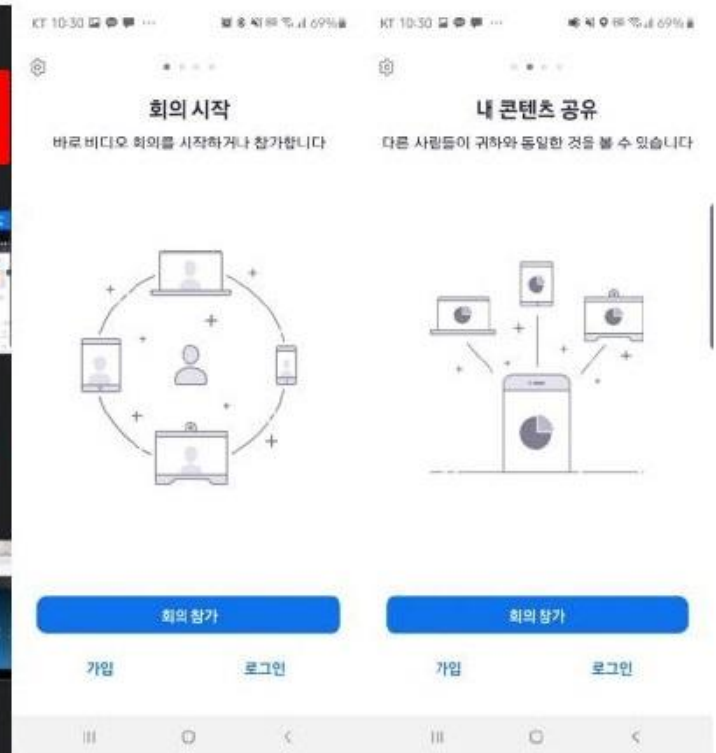 KT 10:30 ... 69%
회의 시작
바로 비디오 회의를 시작하거나 참가합니다
회의 참가
가입 로그인
KT 10:30 ... 69%
내 콘텐츠 공유
다른 사람들이 귀하와 동일한 것을 볼 수 있습니다
회의 참가
가입 로그인